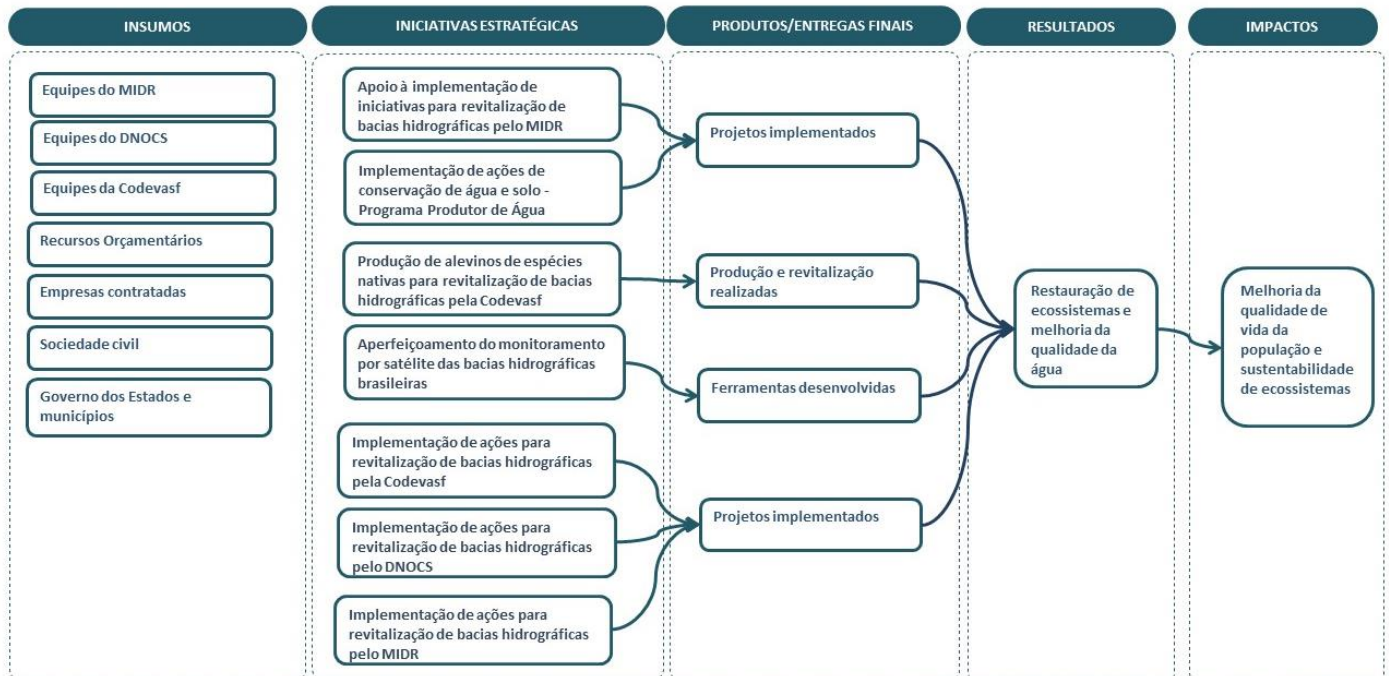 INSUMOS
Equipes do MIDR
Equipes do DNOCS
Equipes da Codevasf
Recursos Orçamentários
Empresas contratadas
Sociedade civil
Governo dos Estados e
municípios
INICIATIVAS ESTRATÉGICAS
Apoio à implementação de
iniciativas para revitalização de
bacias hidrográficas pelo MIDR
Implementação de ações de
conservação de água e solo -
Programa Produtor de Água
Produção de alevinos de espécies
nativas para revitalização de bacias
hidrográficas pela Codevasf
Aperfeiçoamento do monitoramento
por satélite das bacias hidrográficas
brasileiras
Implementação de ações para
revitalização de bacias hidrográficas
pela Codevasf
Implementação de ações para
revitalização de bacias hidrográficas
pelo DNOCS
Implementação de ações para
revitalização de bacias hidrográficas
pelo MIDR
PRODUTOS/ENTREGAS FINAIS
Projetos implementados
Produção e revitalização
realizadas
Ferramentas desenvolvidas
Projetos implementados
RESULTADOS
Restauração de
ecossistemas e
melhoria da
qualidade da
água
IMPACTOS
Melhoria da
qualidade de
vida da
população e
sustentabilidade
de ecossistemas